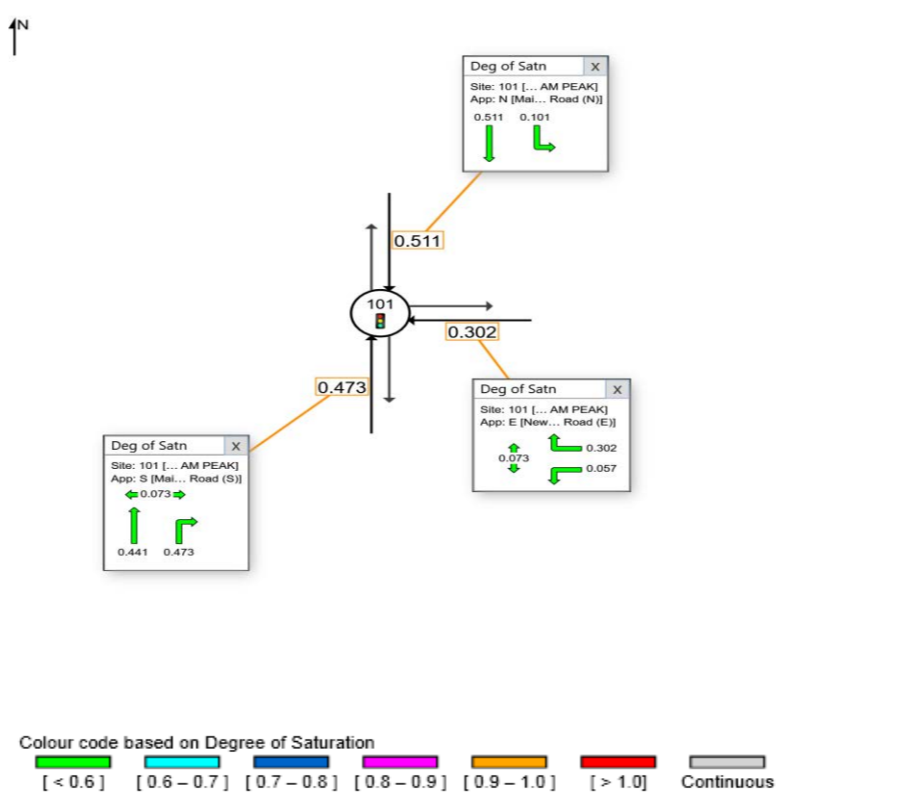 N
Deg of Satn X
Site: 101 [... AM PEAK]
App: N [Mai... Road (N)]
0.511 0.101
0.511
101
0.302
0.473
Deg of Satn X
Site: 101 [... AM PEAK]
App: E [New... Road (E)]
0.302
0.073
0.057
Deg of Satn X
Site: 101 [... AM PEAK]
App: S [Mai... Road (S)]
0.073
0.441 0.473
Colour code based on Degree of Saturation
[ < 0.6 ] [ 0.6 – 0.7 ] [ 0.7 – 0.8 ] [ 0.8 – 0.9 ] [ 0.9 – 1.0 ] [ > 1.0] Continuous